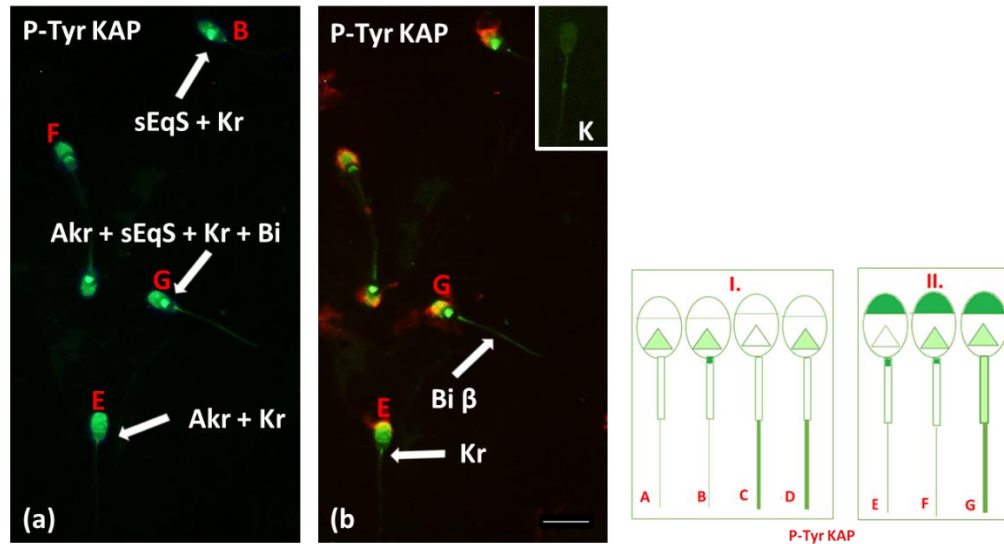 P-Tyr KAP
B
sEqS + Kr
F
Akr + sEqS + Kr + Bi
G
E
Akr + Kr
(a)
P-Tyr KAP
K
G
Bi β
E
Kr
(b
I.
A
B
C
D
II.
E
F
G
P-Tyr KAP